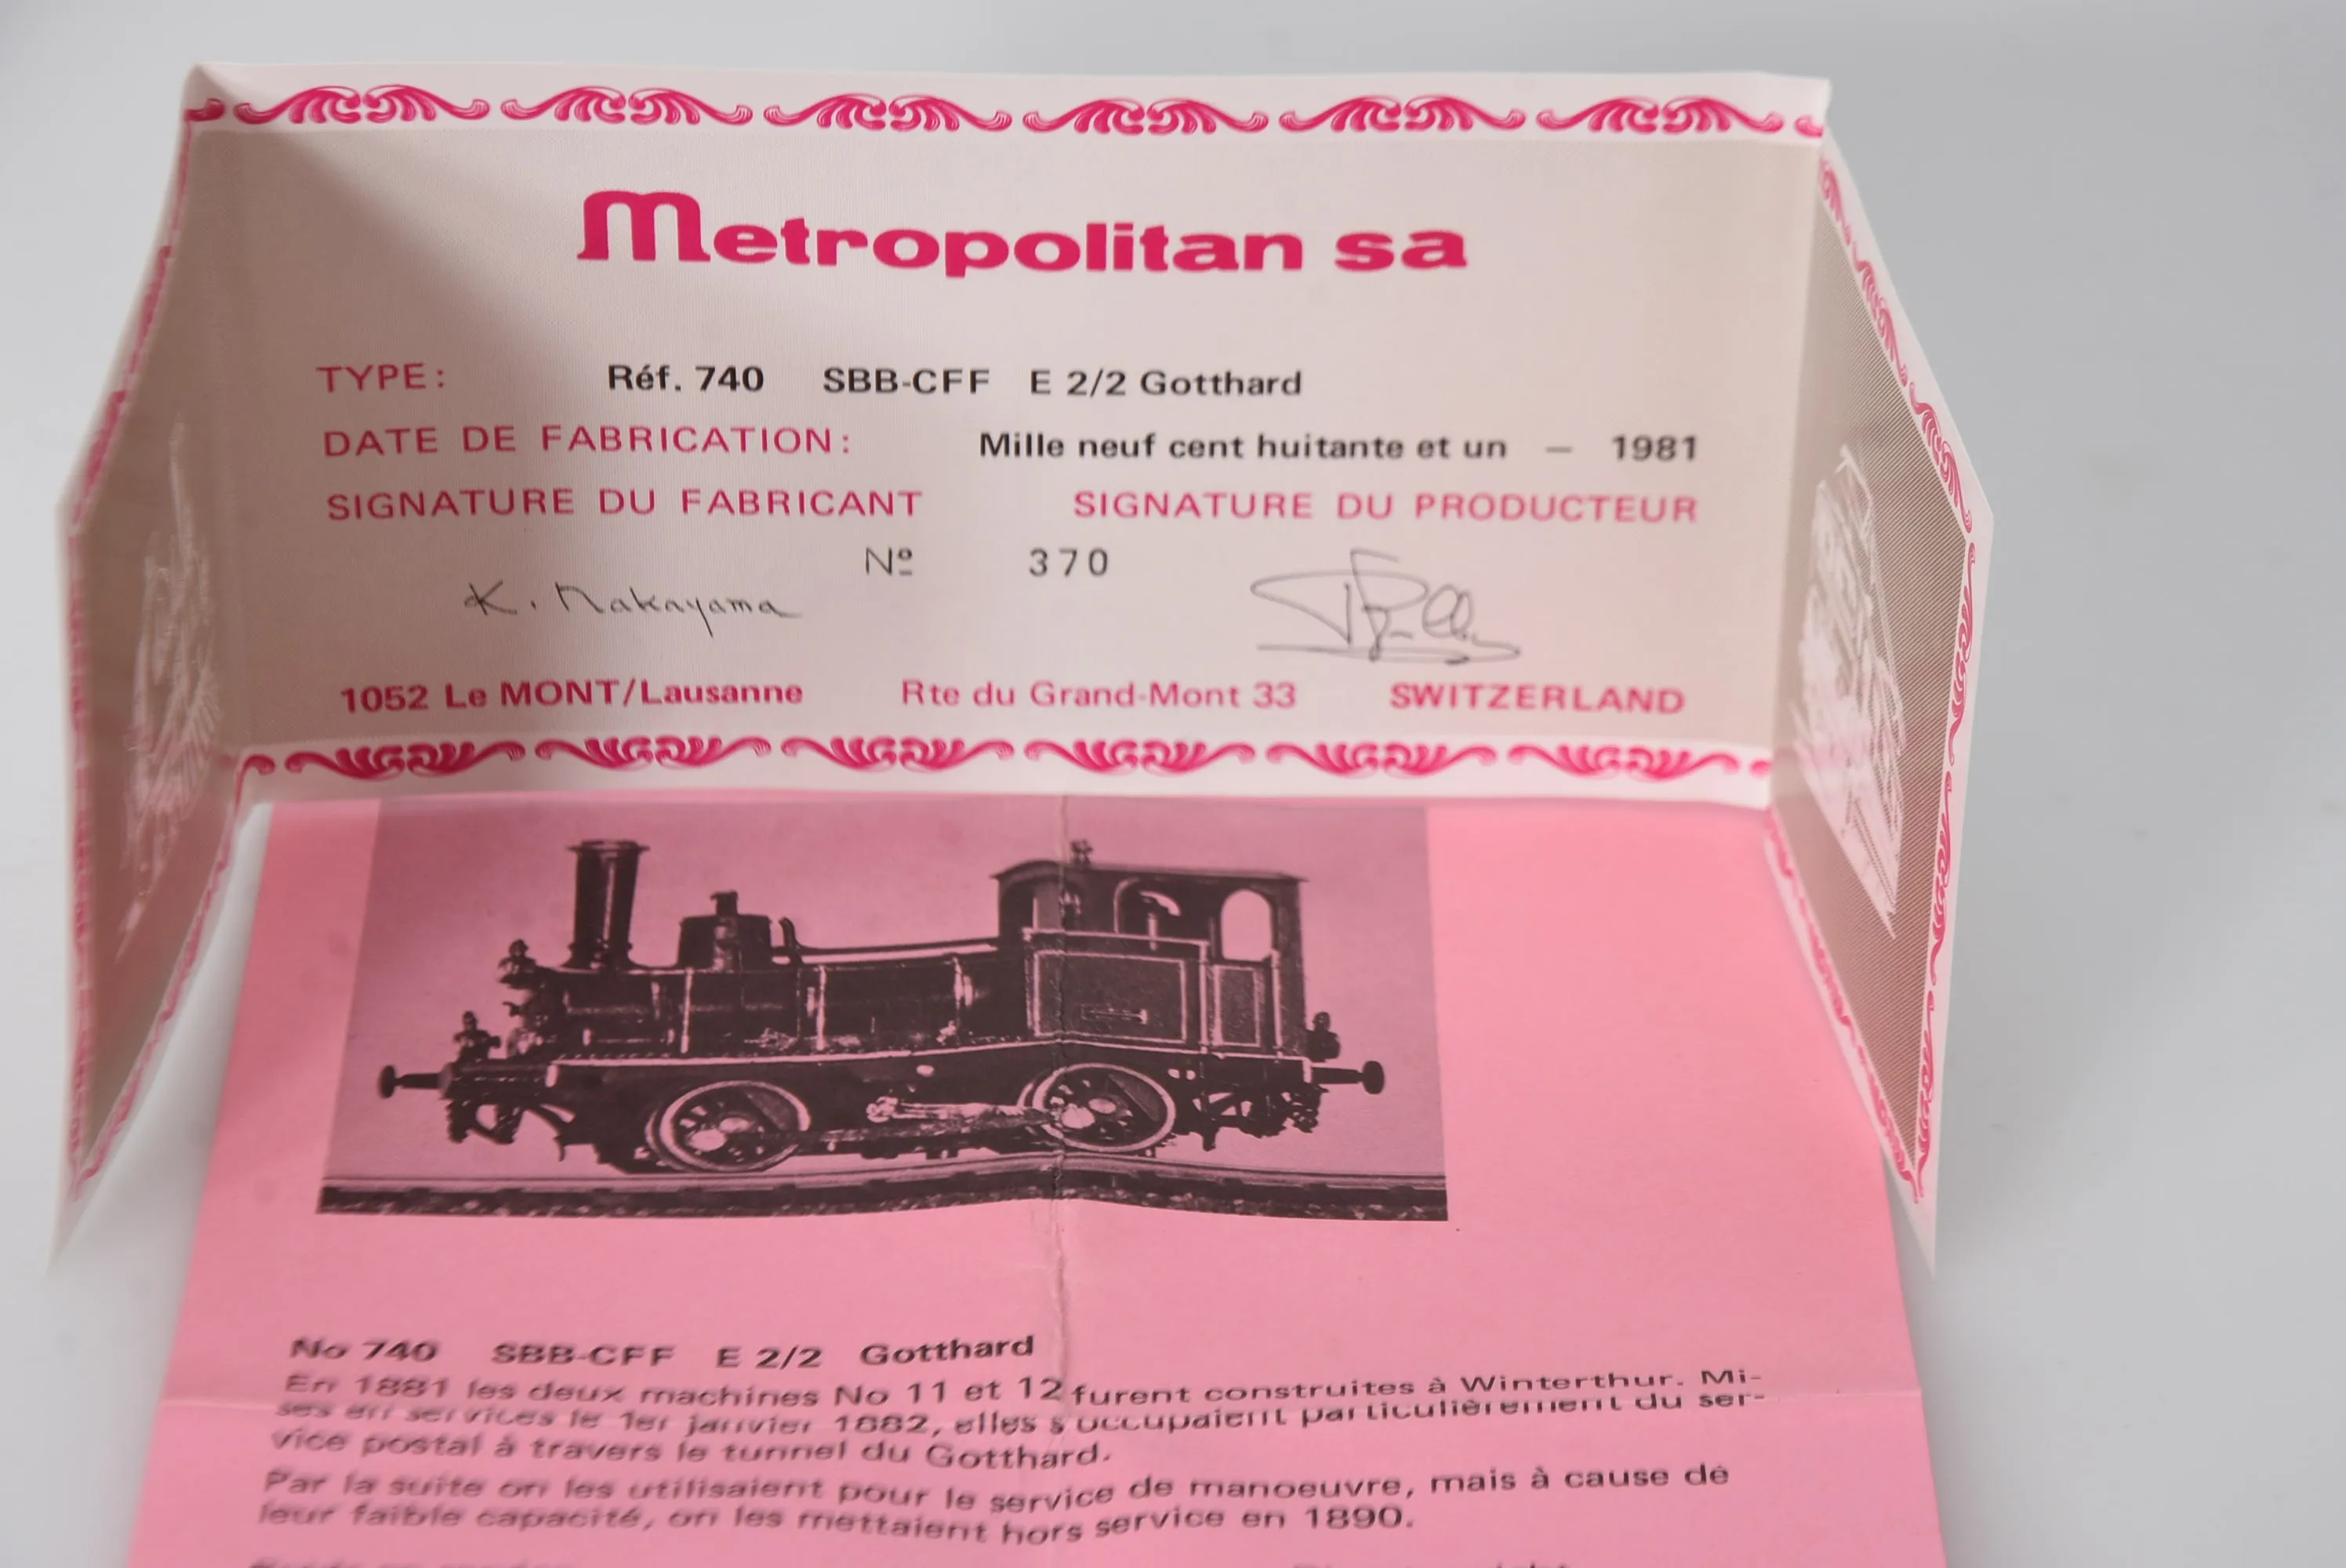 Metropolitan sa
TYPE: Réf. 740 SBB-CFF E 2/2 Gotthard
DATE DE FABRICATION: Mille neuf cent huitante et un — 1981
SIGNATURE DU FABRICANT SIGNATURE DU PRODUCTEUR
Nº 370
K. Nakayama
1052 Le MONT/Lausanne Rte du Grand-Mont 33 SWITZERLAND
No 740 SBB-CFF E 2/2 Gotthard
En 1881 les deux machines No 11 et 12 furent construites à Winterthur. Mi-
ses en services le 1er janvier 1882, elles s'occupaient particulièrement du ser-
vice postal à travers le tunnel du Gotthard.
Par la suite on les utilisaient pour le service de manoeuvre, mais à cause de
leur faible capacité, on les mettaient hors service en 1890.